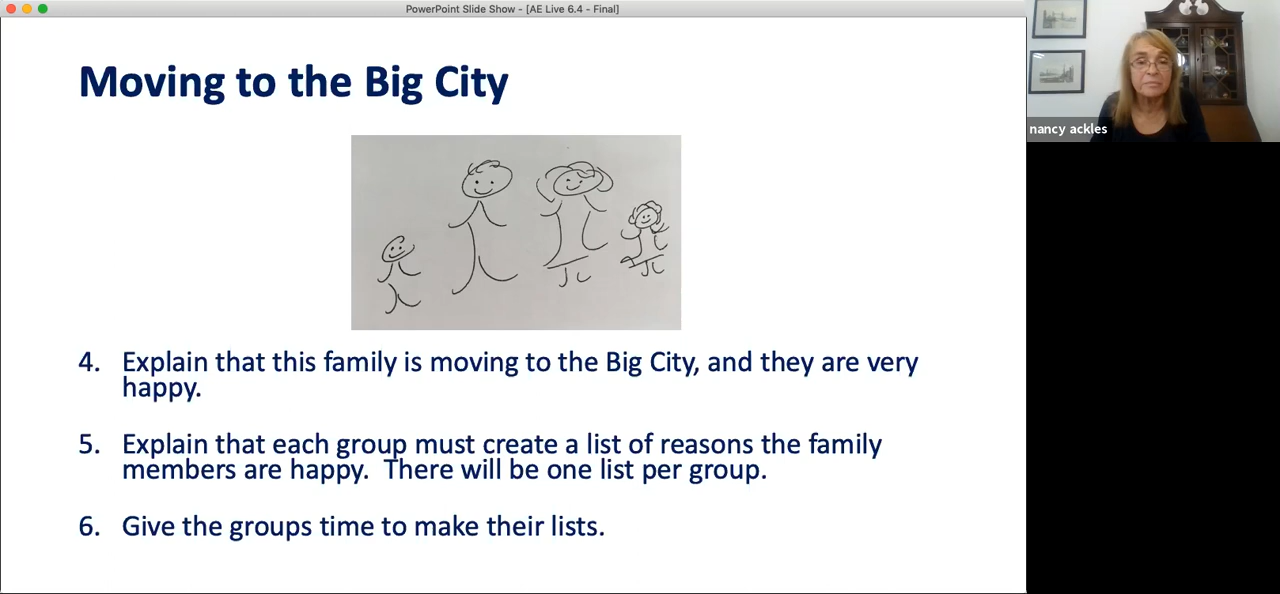 PowerPoint Slide Show - [AE Live 6.4 - Final]
Moving to the Big City
nancy ackles
4. Explain that this family is moving to the Big City, and they are very
happy.
5. Explain that each group must create a list of reasons the family
members are happy.  There will be one list per group.
6. Give the groups time to make their lists.